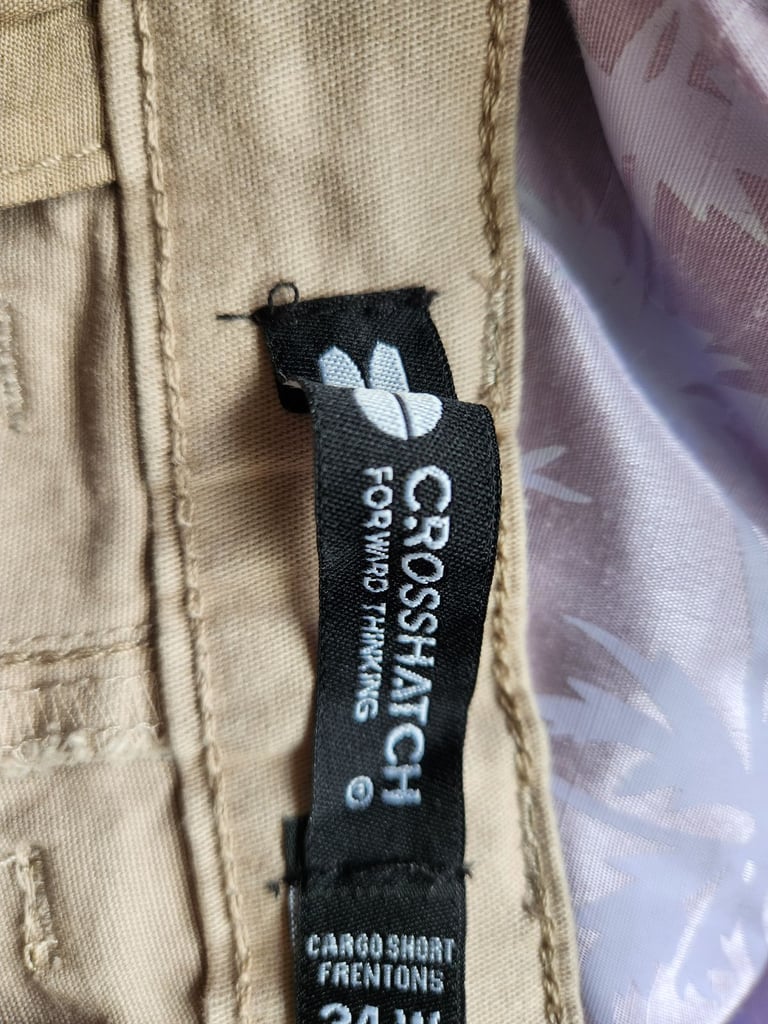 CROSSHATCH
FORWARD THINKING
©
CARGO SHORT
FRENTONS